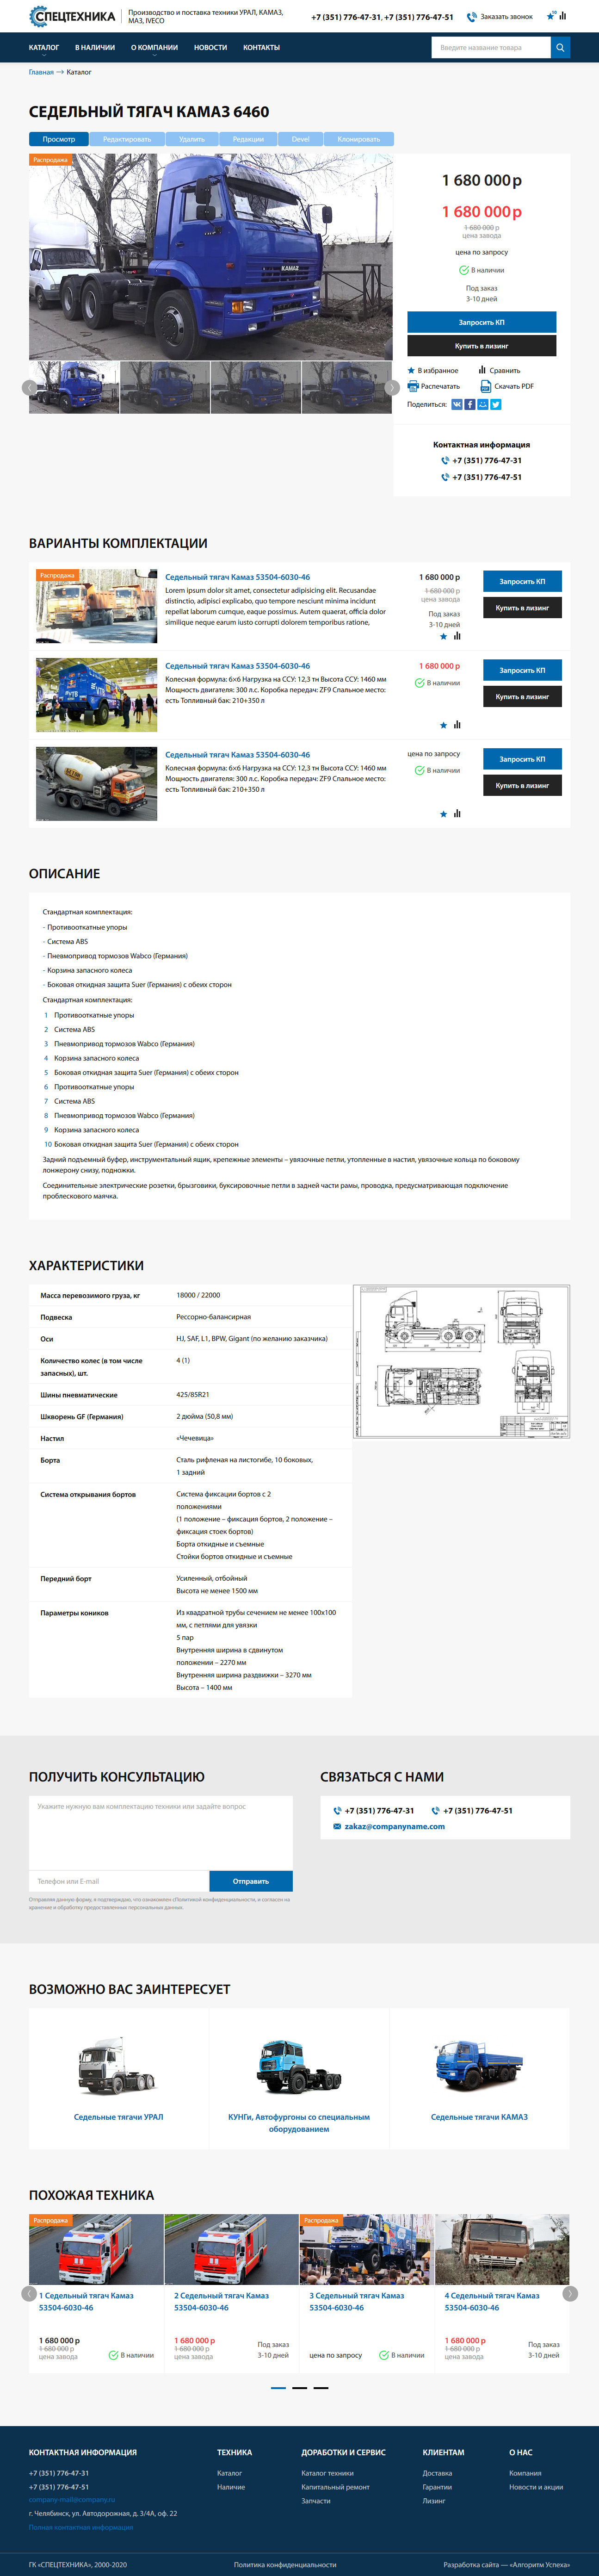 СПЕЦТЕХНИКА
Производство и поставка техники УРАЛ, КАМАЗ,
МАЗ, IVECO
+7 (351) 776-47-31, +7 (351) 776-47-51
Заказать звонок
КАТАЛОГ В НАЛИЧИИ О КОМПАНИИ НОВОСТИ КОНТАКТЫ
Введите название товара
Главная → Каталог
СЕДЕЛЬНЫЙ ТЯГАЧ КАМАЗ 6460
Просмотр Редактировать Удалить Редакции Devel Клонировать
Распродажа
КАМАЗ
1 680 000 р
1 680 000 р
1 680 000 р
цена завода
цена по запросу
В наличии
Под заказ
3-10 дней
Запросить КП
Купить в лизинг
В избранное Сравнить
Распечатать Скачать PDF
Поделиться:
Контактная информация
+7 (351) 776-47-31
+7 (351) 776-47-51
ВАРИАНТЫ КОМПЛЕКТАЦИИ
Распродажа
Седельный тягач Камаз 53504-6030-46
Lorem ipsum dolor sit amet, consectetur adipisicing elit. Recusandae
distinctio, adipisci explicabo, quo tempore nesciunt minima incidunt
repellat laborum cumque, eaque possimus. Autem quaerat, officia dolor
similique neque earum iusto corrupti dolorem temporibus ratione,
1 680 000 р
1 680 000 р
цена завода
Под заказ
3-10 дней
Запросить КП
Купить в лизинг
Седельный тягач Камаз 53504-6030-46
Колесная формула: 6×6 Нагрузка на ССУ: 12,3 тн Высота ССУ: 1460 мм
Мощность двигателя: 300 л.с. Коробка передач: ZF9 Спальное место:
есть Топливный бак: 210+350 л
1 680 000 р
В наличии
Запросить КП
Купить в лизинг
Седельный тягач Камаз 53504-6030-46
Колесная формула: 6×6 Нагрузка на ССУ: 12,3 тн Высота ССУ: 1460 мм
Мощность двигателя: 300 л.с. Коробка передач: ZF9 Спальное место:
есть Топливный бак: 210+350 л
цена по запросу
В наличии
Запросить КП
Купить в лизинг
ОПИСАНИЕ
Стандартная комплектация:
- Противооткатные упоры
- Система ABS
- Пневмопривод тормозов Wabco (Германия)
- Корзина запасного колеса
- Боковая откидная защита Suer (Германия) с обеих сторон
Стандартная комплектация:
1 Противооткатные упоры
2 Система ABS
3 Пневмопривод тормозов Wabco (Германия)
4 Корзина запасного колеса
5 Боковая откидная защита Suer (Германия) с обеих сторон
6 Противооткатные упоры
7 Система ABS
8 Пневмопривод тормозов Wabco (Германия)
9 Корзина запасного колеса
10 Боковая откидная защита Suer (Германия) с обеих сторон
Задний подъемный буфер, инструментальный ящик, крепежные элементы – увязочные петли, утопленные в настил, увязочные кольца по боковому
лонжерону снизу, подножки.
Соединительные электрические розетки, брызговики, буксировочные петли в задней части рамы, проводка, предусматривающая подключение
проблескового маячка.
ХАРАКТЕРИСТИКИ
Масса перевозимого груза, кг 18000 / 22000
Подвеска Рессорно-балансирная
Оси HJ, SAF, L1, BPW, Gigant (по желанию заказчика)
Количество колес (в том числе 4 (1)
запасных), шт.
Шины пневматические 425/85R21
Шкворень GF (Германия) 2 дюйма (50,8 мм)
Настил «Чечевица»
Борта Сталь рифленая на листогибе, 10 боковых,
1 задний
Система открывания бортов Система фиксации бортов с 2
положениями
(1 положение – фиксация бортов, 2 положение –
фиксация стоек бортов)
Борта откидные и съемные
Стойки бортов откидные и съемные
Передний борт Усиленный, отбойный
Высота не менее 1500 мм
Параметры коников Из квадратной трубы сечением не менее 100х100
мм, с петлями для увязки
5 пар
Внутренняя ширина в сдвинутом
положении – 2270 мм
Внутренняя ширина раздвижки – 3270 мм
Высота – 1400 мм
ПОЛУЧИТЬ КОНСУЛЬТАЦИЮ
Укажите нужную вам комплектацию техники или задайте вопрос
Телефон или E-mail
Отправить
Отправляя данную форму, я подтверждаю, что ознакомлен сПолитикой конфиденциальности, и согласен на
хранение и обработку предоставленных персональных данных.
СВЯЗАТЬСЯ С НАМИ
+7 (351) 776-47-31 +7 (351) 776-47-51
zakaz@companyname.com
ВОЗМОЖНО ВАС ЗАИНТЕРЕСУЕТ
Седельные тягачи УРАЛ
КУНГи, Автофургоны со специальным
оборудованием
Седельные тягачи КАМАЗ
ПОХОЖАЯ ТЕХНИКА
Распродажа
1 Седельный тягач Камаз
53504-6030-46
1 680 000 р
1 680 000 р
цена завода
В наличии
2 Седельный тягач Камаз
53504-6030-46
1 680 000 р
1 680 000 р
цена завода
Под заказ
3-10 дней
Распродажа
3 Седельный тягач Камаз
53504-6030-46
цена по запросу
В наличии
4 Седельный тягач Камаз
53504-6030-46
1 680 000 р
1 680 000 р
цена завода
Под заказ
3-10 дней
КОНТАКТНАЯ ИНФОРМАЦИЯ
+7 (351) 776-47-31
+7 (351) 776-47-51
company-mail@company.ru
г. Челябинск, ул. Автодорожная, д. 3/4А, оф. 22
Полная контактная информация
ТЕХНИКА
Каталог
Наличие
ДОРАБОТКИ И СЕРВИС
Каталог техники
Капитальный ремонт
Запчасти
КЛИЕНТАМ
Доставка
Гарантии
Лизинг
О НАС
Компания
Новости и акции
ГК «СПЕЦТЕХНИКА», 2000-2020
Политика конфиденциальности
Разработка сайта — «Алгоритм Успеха»